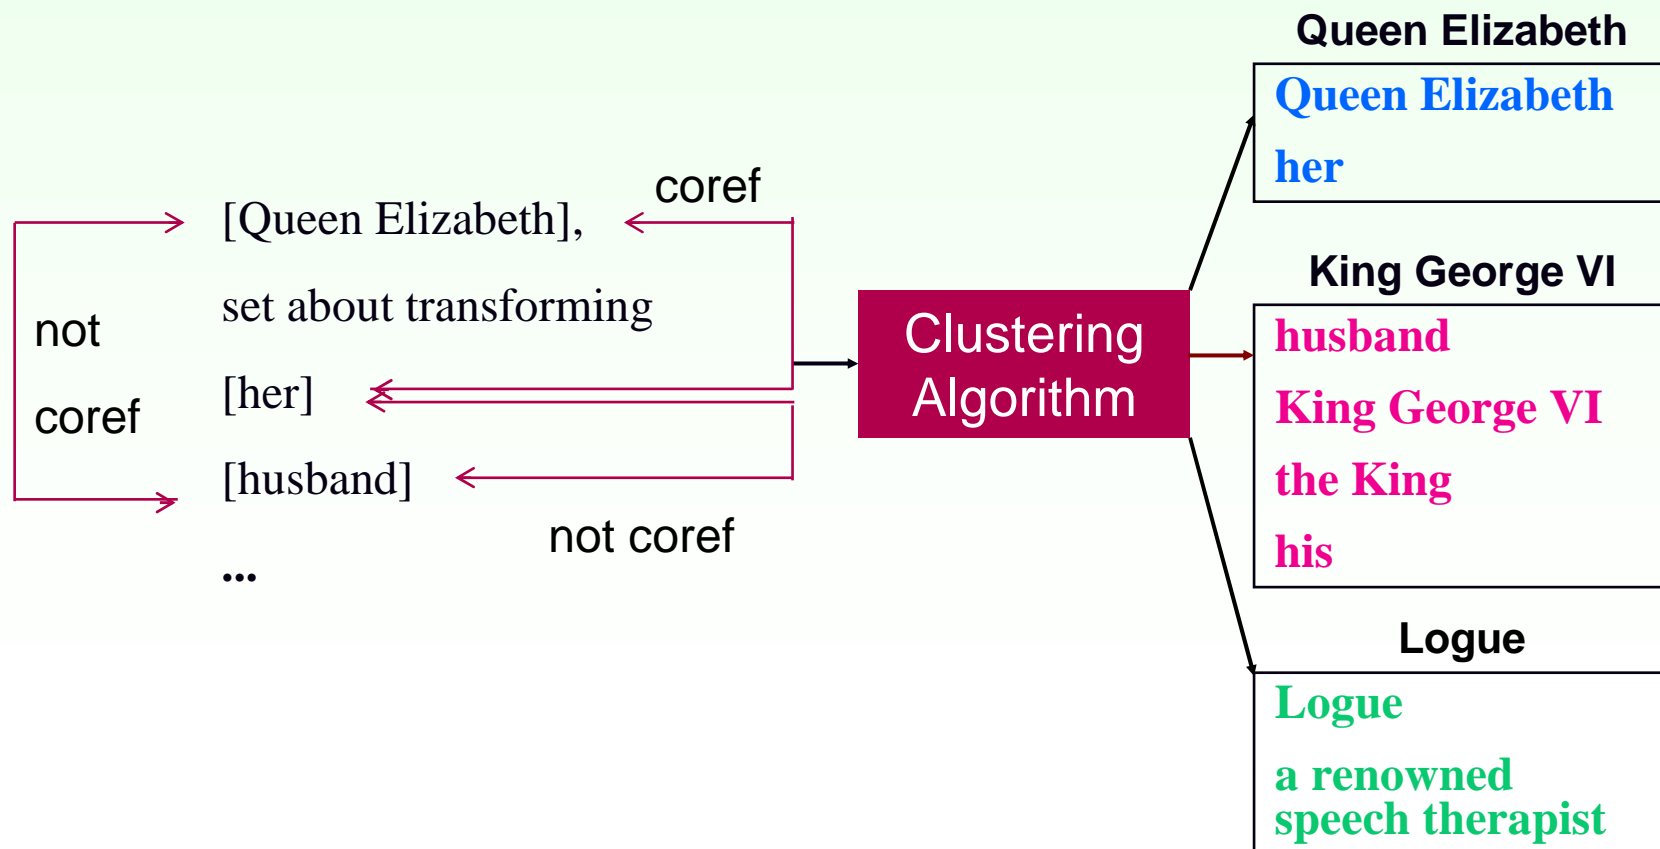 coref
[Queen Elizabeth],
set about transforming
not
coref
[her]
[husband]
not coref
...
Clustering
Algorithm
Queen Elizabeth
Queen Elizabeth
her
King George VI
husband
King George VI
the King
his
Logue
Logue
a renowned
speech therapist